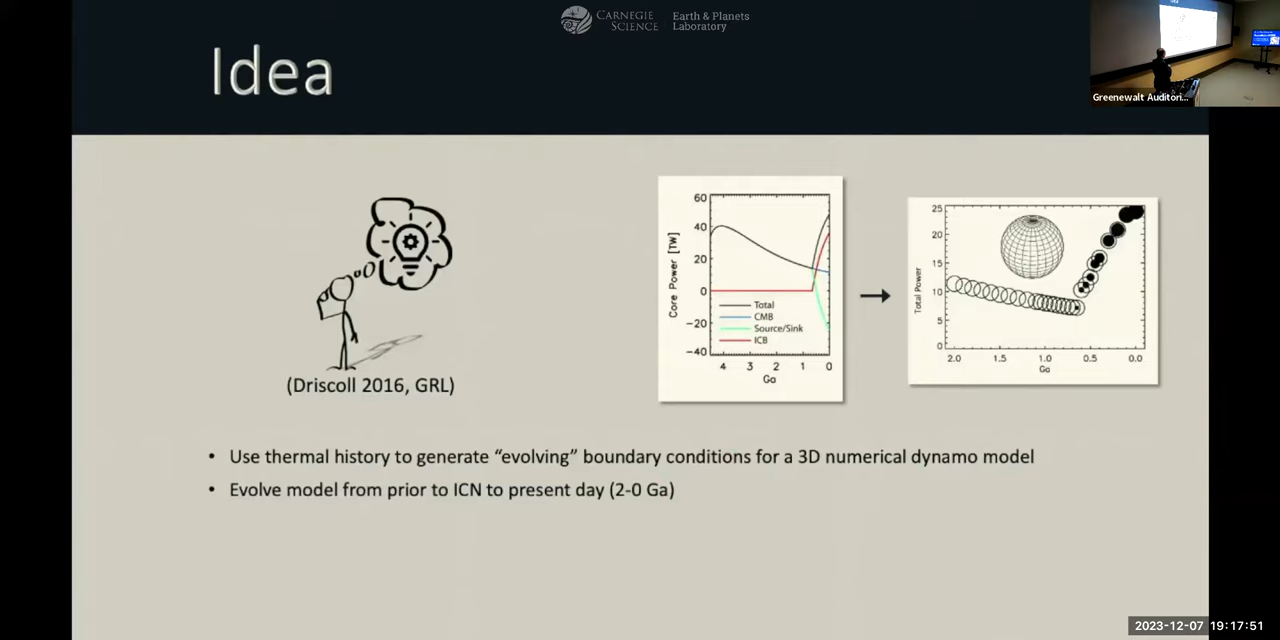 CARNEGIE
SCIENCE
Earth & Planets
Laboratory
Idea
Greenewalt Auditori...
(Driscoll 2016, GRL)
60
40
20
0
−20
−40
Core Power [TW]
Total
CMB
Source/Sink
ICB
4 3 2 1 0
Ga
25
20
15
10
5
0
Total Power
2.0 1.5 1.0 0.5 0.0
Ga
• Use thermal history to generate “evolving” boundary conditions for a 3D numerical dynamo model
• Evolve model from prior to ICN to present day (2-0 Ga)
2023-12-07 19:17:51